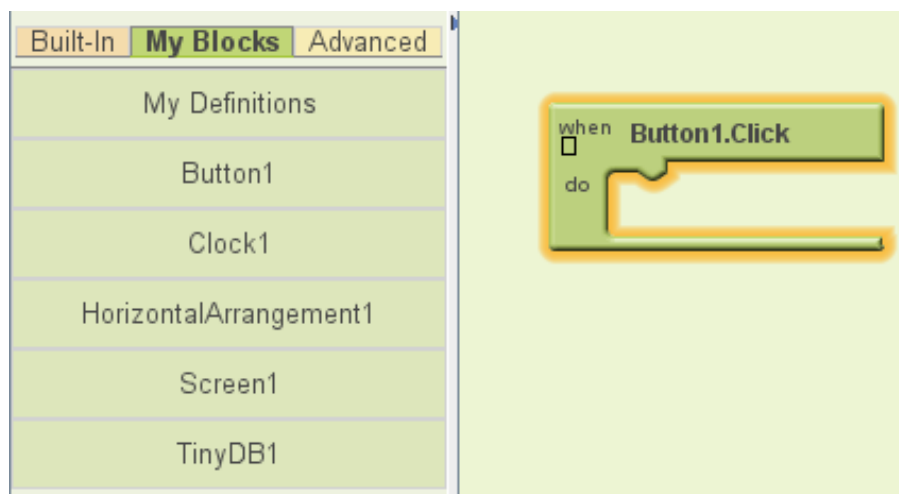 Built-In My Blocks Advanced
My Definitions
Button1
Clock1
HorizontalArrangement1
Screen1
TinyDB1
when Button1.Click
do